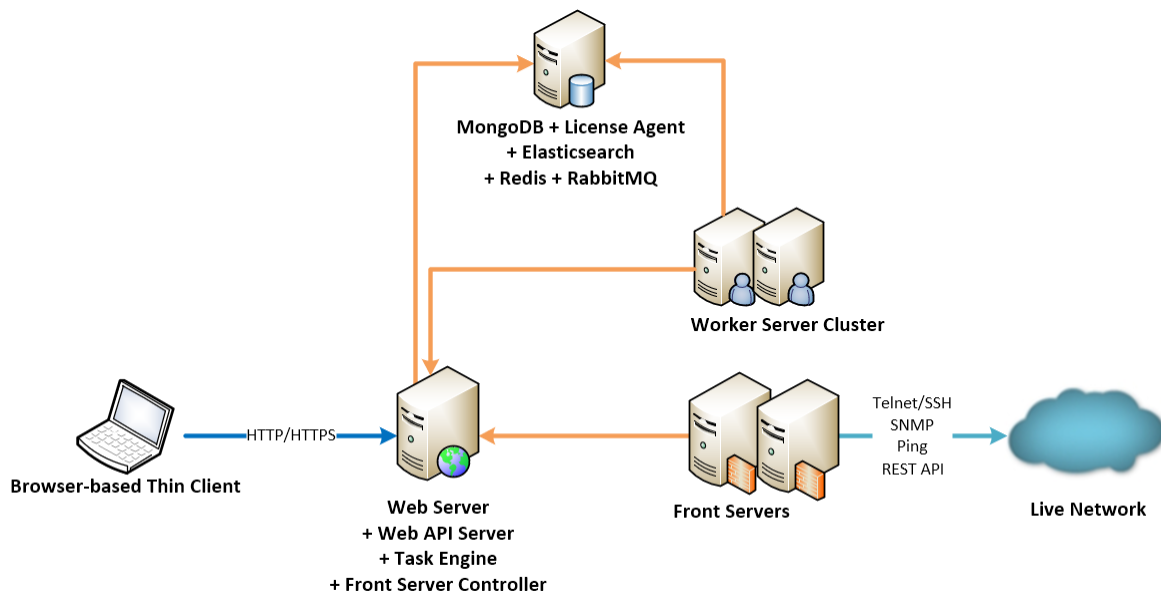 MongoDB + License Agent
+ Elasticsearch
+ Redis + RabbitMQ
Worker Server Cluster
HTTP/HTTPS
Browser-based Thin Client
Web Server
+ Web API Server
+ Task Engine
+ Front Server Controller
Front Servers
Telnet/SSH
SNMP
Ping
REST API
Live Network